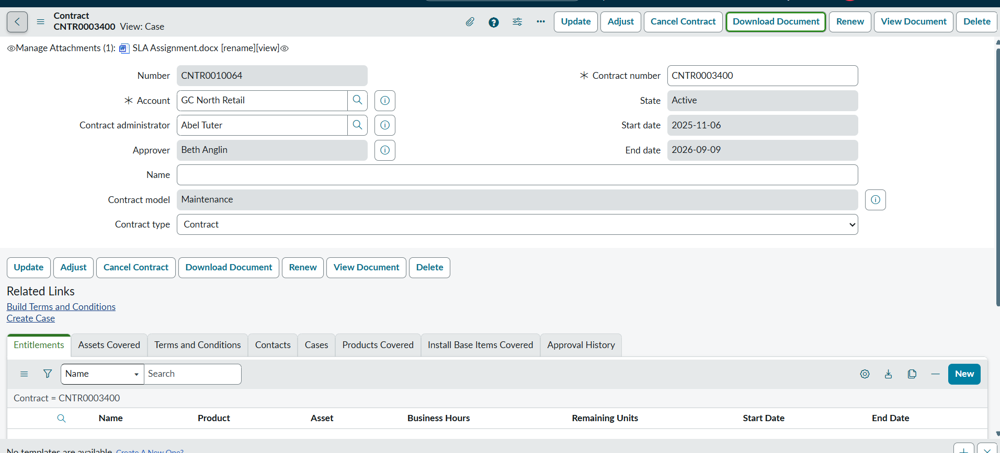 Contract
CNTR0003400 View: Case
Update Adjust Cancel Contract Download Document Renew View Document Delete
Manage Attachments (1): SLA Assignment.docx [rename][view]
Number CNTR0010064
* Contract number CNTR0003400
* Account GC North Retail
State Active
Contract administrator Abel Tuter
Start date 2025-11-06
Approver Beth Anglin
End date 2026-09-09
Name
Contract model Maintenance
Contract type Contract
Update Adjust Cancel Contract Download Document Renew View Document Delete
Related Links
Build Terms and Conditions
Create Case
Entitlements Assets Covered Terms and Conditions Contacts Cases Products Covered Install Base Items Covered Approval History
Name Search New
Contract = CNTR0003400
Name Product Asset Business Hours Remaining Units Start Date End Date
No templates are available Create A New One?